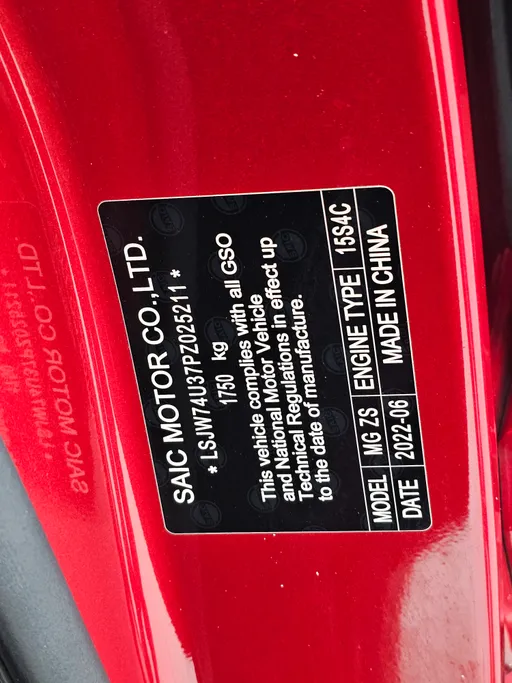 SAIC MOTOR CO.,LTD.
* LSJW74U37PZ025211 *
1750 kg
This vehicle complies with all GSO
and National Motor Vehicle
Technical Regulations in effect up
to the date of manufacture.
MODEL MG ZS ENGINE TYPE 15S4C
DATE 2022-06 MADE IN CHINA